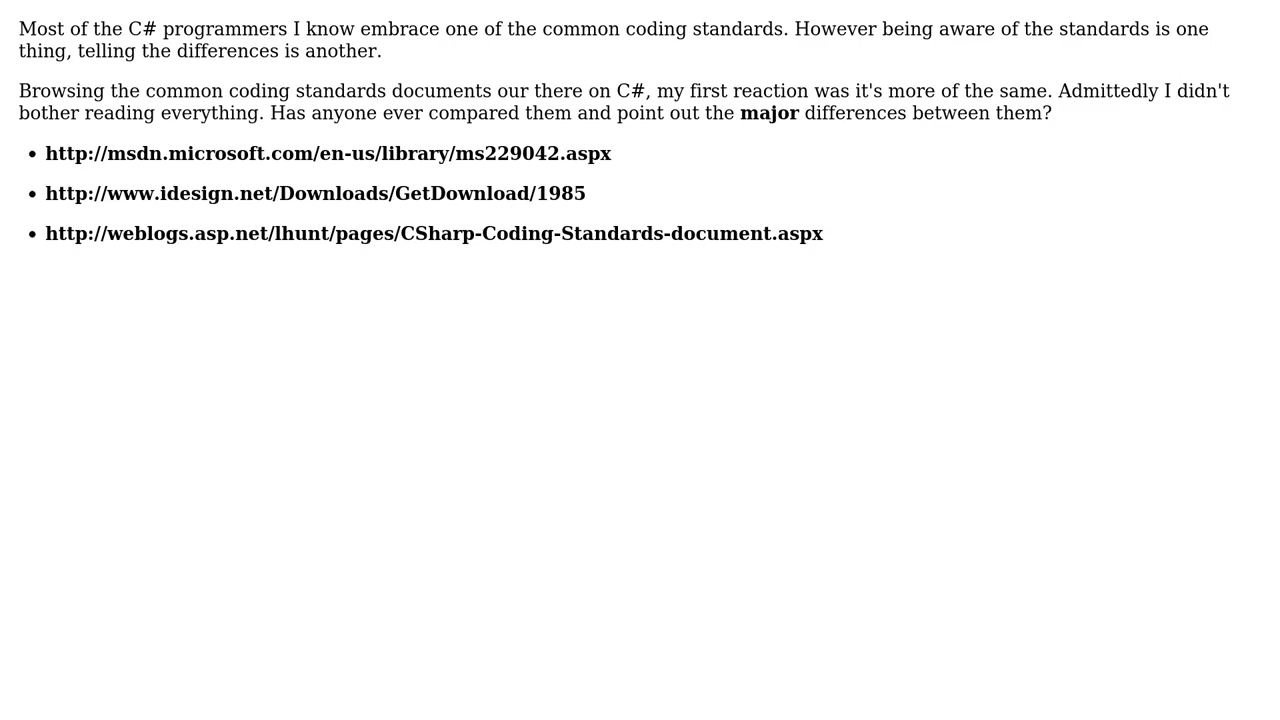 Most of the C# programmers I know embrace one of the common coding standards. However being aware of the standards is one
thing, telling the differences is another.
Browsing the common coding standards documents our there on C#, my first reaction was it's more of the same. Admittedly I didn't
bother reading everything. Has anyone ever compared them and point out the major differences between them?
• http://msdn.microsoft.com/en-us/library/ms229042.aspx
• http://www.idesign.net/Downloads/GetDownload/1985
• http://weblogs.asp.net/lhunt/pages/CSharp-Coding-Standards-document.aspx